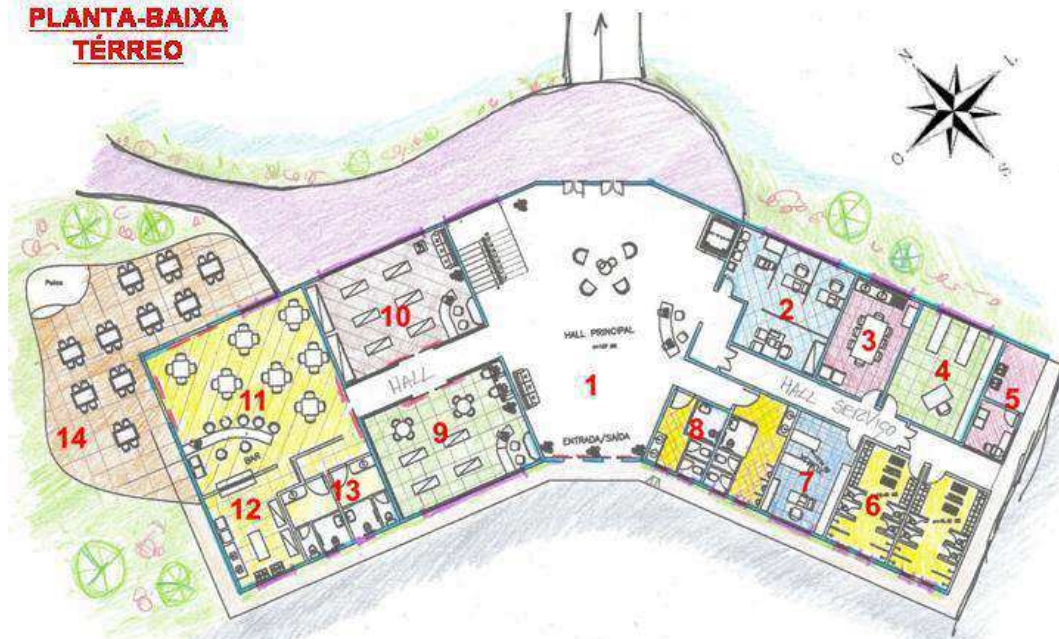 PLANTA-BAIXA
TÉRREO
N
L
O
S.
2
3
10
HALL PRINCIPAL
4
HALL
1
HALL SERVIÇO
5
11
14
9
ENTRADA/SAÍDA
8
BAR
13
7
12
6